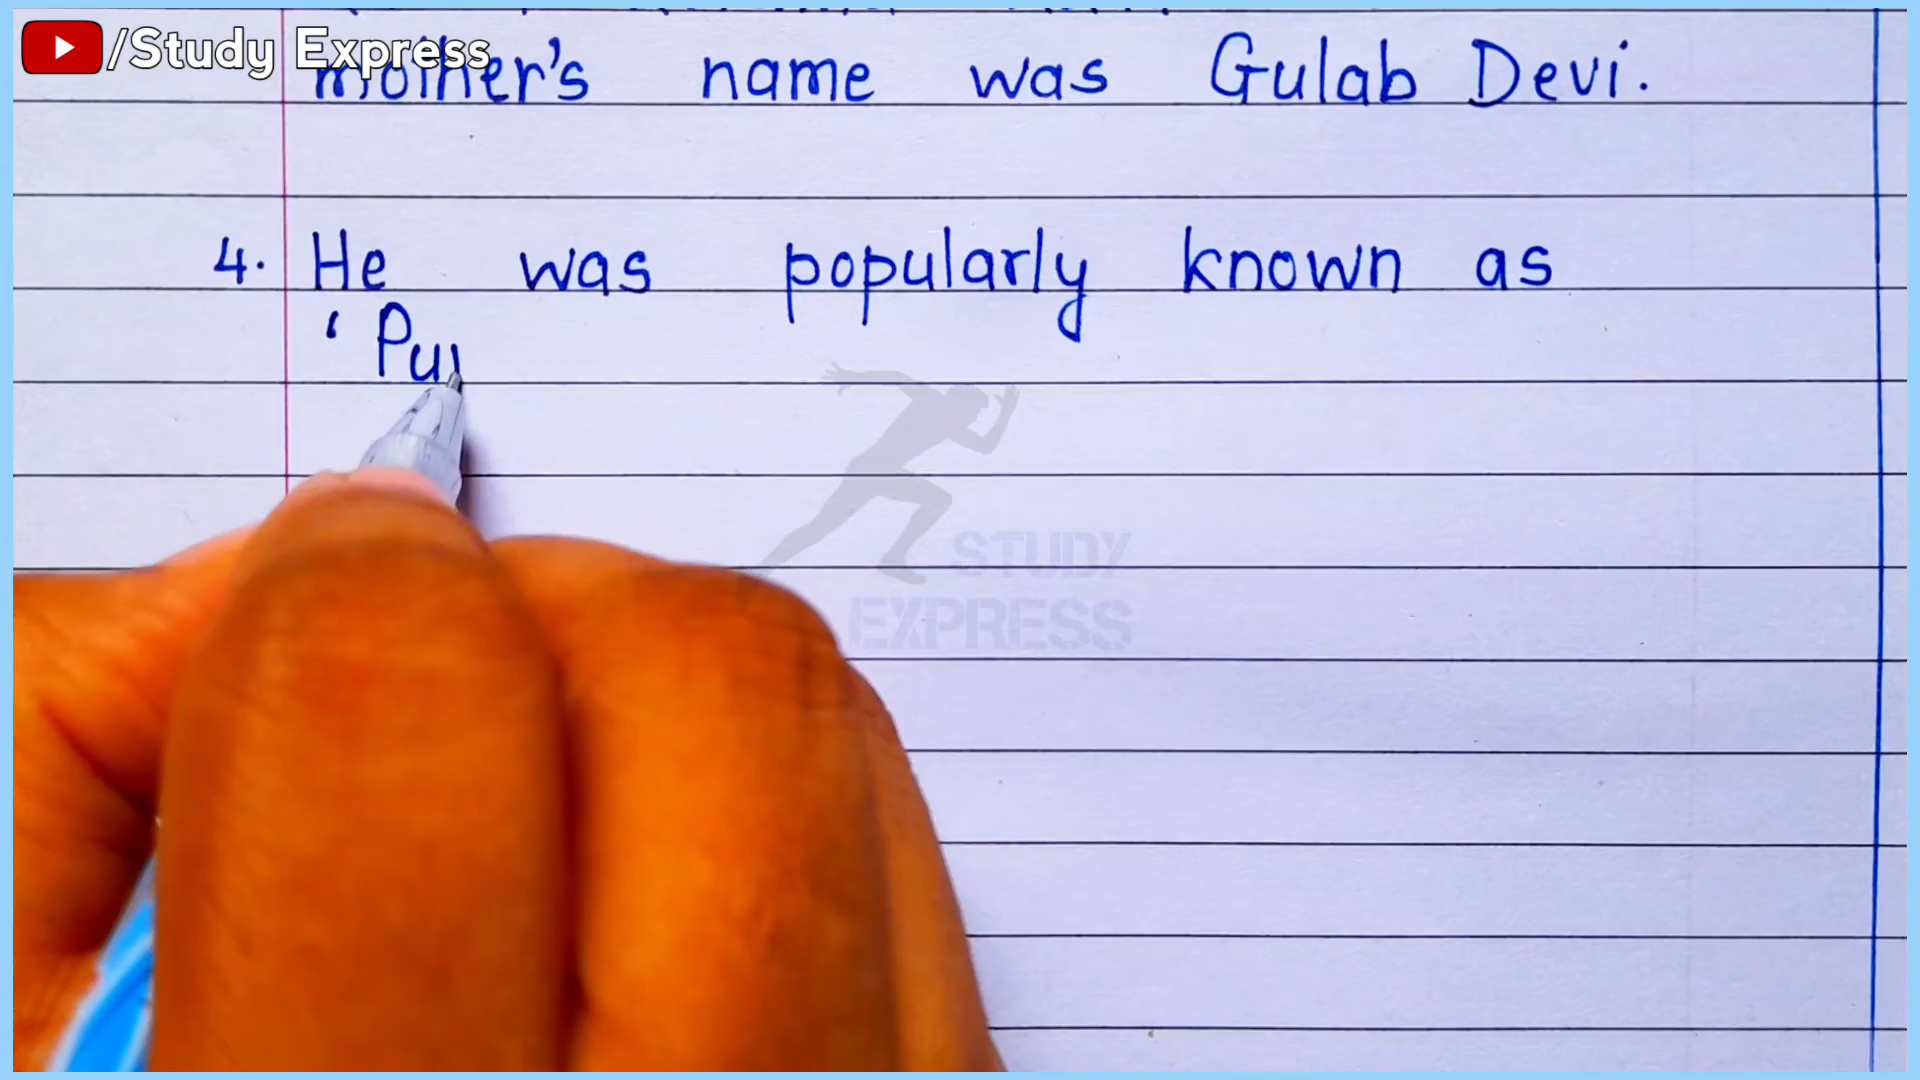 /Study Express
mother's name was Gulab Devi.
4. He was popularly known as
' Pu
STUDY
EXPRESS